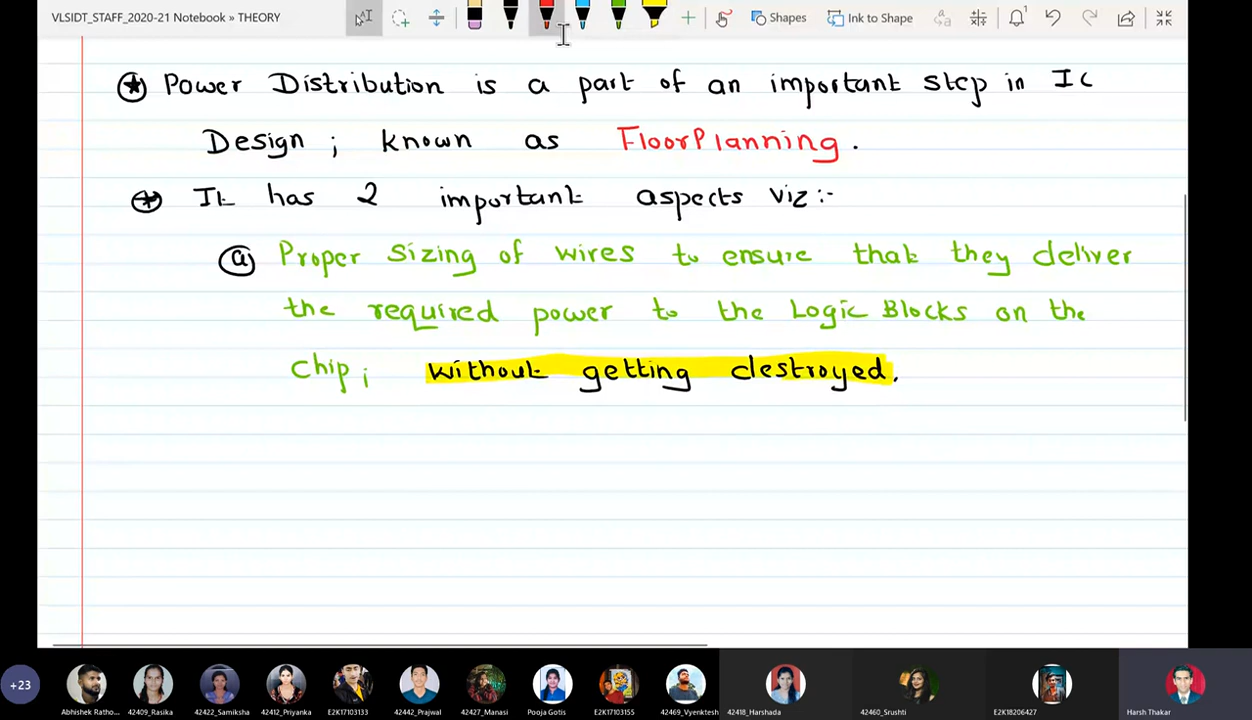 VLSIDT_STAFF_2020-21 Notebook » THEORY
Shapes
Ink to Shape
Power Distribution is a part of an important step in IC
Design ; known as FloorPlanning .
It has 2 important aspects viz:-
(a) Proper sizing of wires to ensure that they deliver
the required power to the Logic Blocks on the
chip; without getting destroyed.
+23
Abhishek Ratho...
42409_Rasika
42422_Samiksha
42412_Priyanka
E2K17103133
42442_Prajwal
42427_Manasi
Pooja Gotis
E2K17103155
42469_Vyenktesh
42418_Harshada
42460_Srushti
E2K18206427
Harsh Thakar